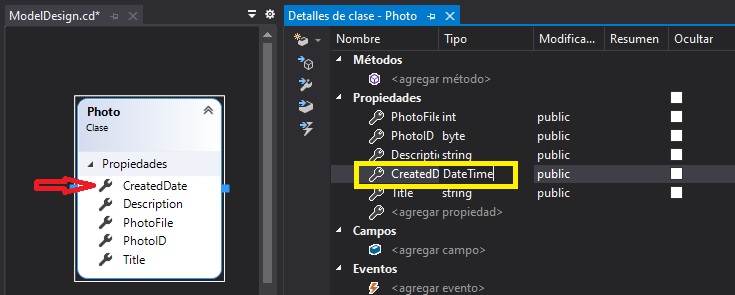 ModelDesign.cd*
Photo
Clase
Propiedades
CreatedDate
Description
PhotoFile
PhotoID
Title
Detalles de clase - Photo
Nombre Tipo Modifica... Resumen Ocultar
Métodos
<agregar método>
Propiedades
PhotoFile int public
PhotoID byte public
Descripti string public
CreatedD DateTime public
Title string public
<agregar propiedad>
Campos
<agregar campo>
Eventos
<agregar evento>